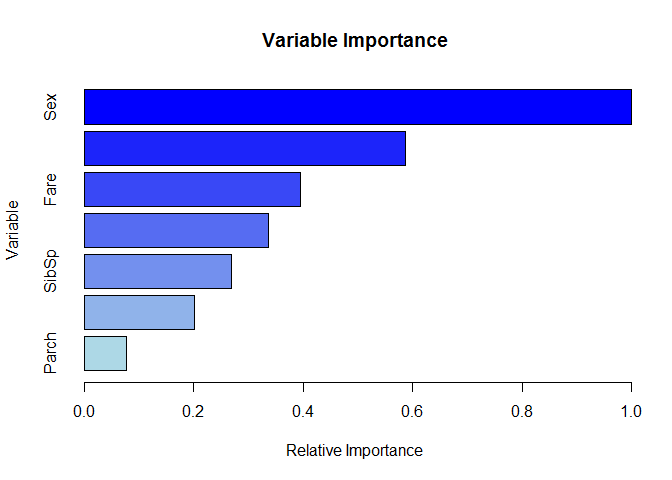 Variable Importance
Variable
Sex
Fare
SibSp
Parch
0.0 0.2 0.4 0.6 0.8 1.0
Relative Importance